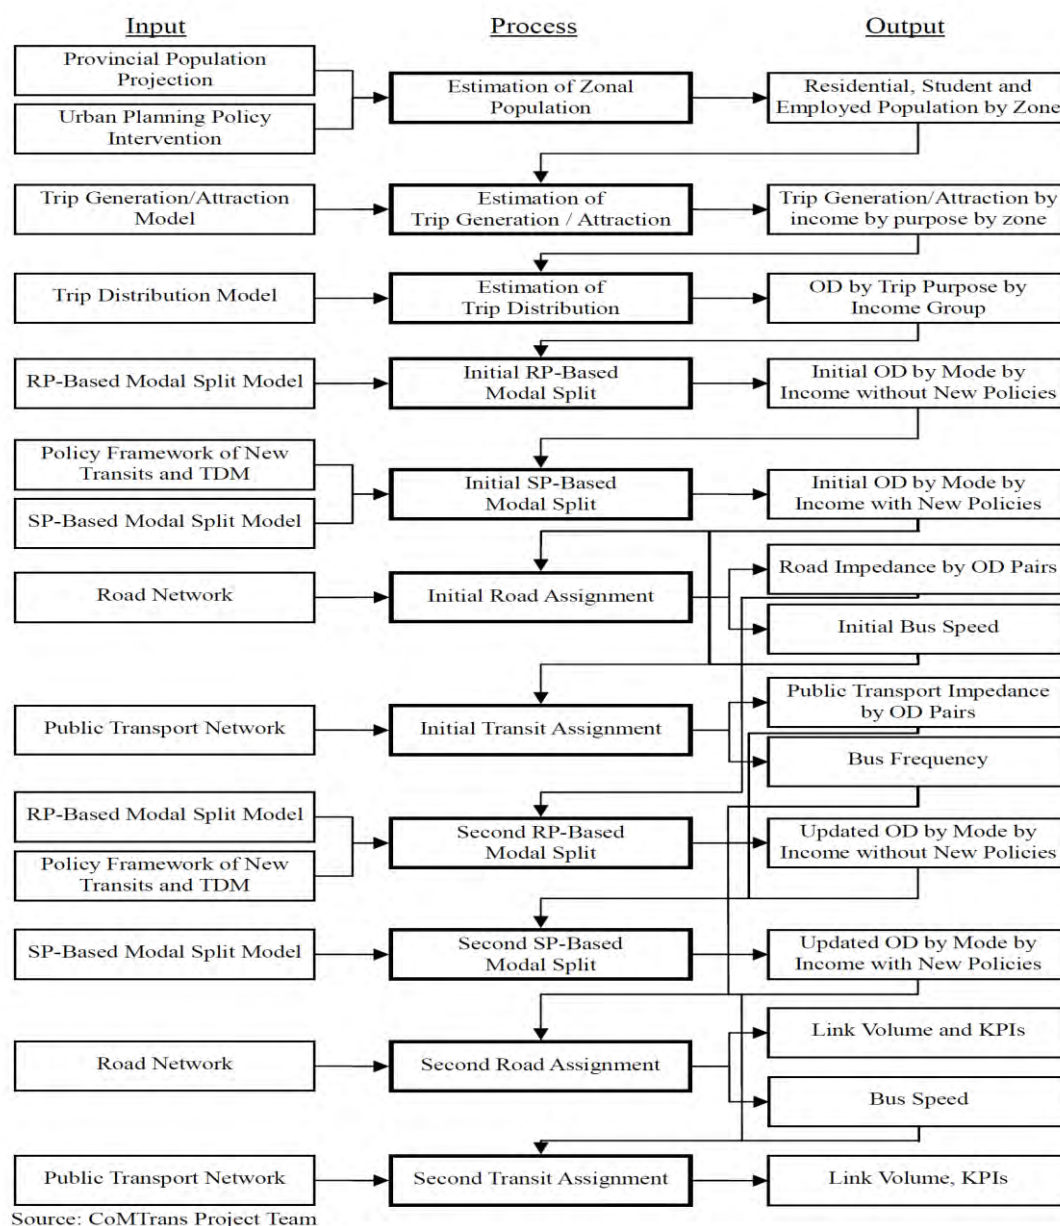 Input
Process
Output
Provincial Population
Projection
Urban Planning Policy
Intervention
Estimation of Zonal
Population
Residential, Student and
Employed Population by Zone
Trip Generation/Attraction
Model
Estimation of
Trip Generation / Attraction
Trip Generation/Attraction by
income by purpose by zone
Trip Distribution Model
Estimation of
Trip Distribution
OD by Trip Purpose by
Income Group
RP-Based Modal Split Model
Initial RP-Based
Modal Split
Initial OD by Mode by
Income without New Policies
Policy Framework of New
Transits and TDM
SP-Based Modal Split Model
Initial SP-Based
Modal Split
Initial OD by Mode by
Income with New Policies
Road Network
Initial Road Assignment
Road Impedance by OD Pairs
Initial Bus Speed
Public Transport Network
Initial Transit Assignment
Public Transport Impedance
by OD Pairs
Bus Frequency
RP-Based Modal Split Model
Policy Framework of New
Transits and TDM
Second RP-Based
Modal Split
Updated OD by Mode by
Income without New Policies
SP-Based Modal Split Model
Second SP-Based
Modal Split
Updated OD by Mode by
Income with New Policies
Road Network
Second Road Assignment
Link Volume and KPIs
Bus Speed
Public Transport Network
Second Transit Assignment
Link Volume, KPIs
Source: CoMTrans Project Team